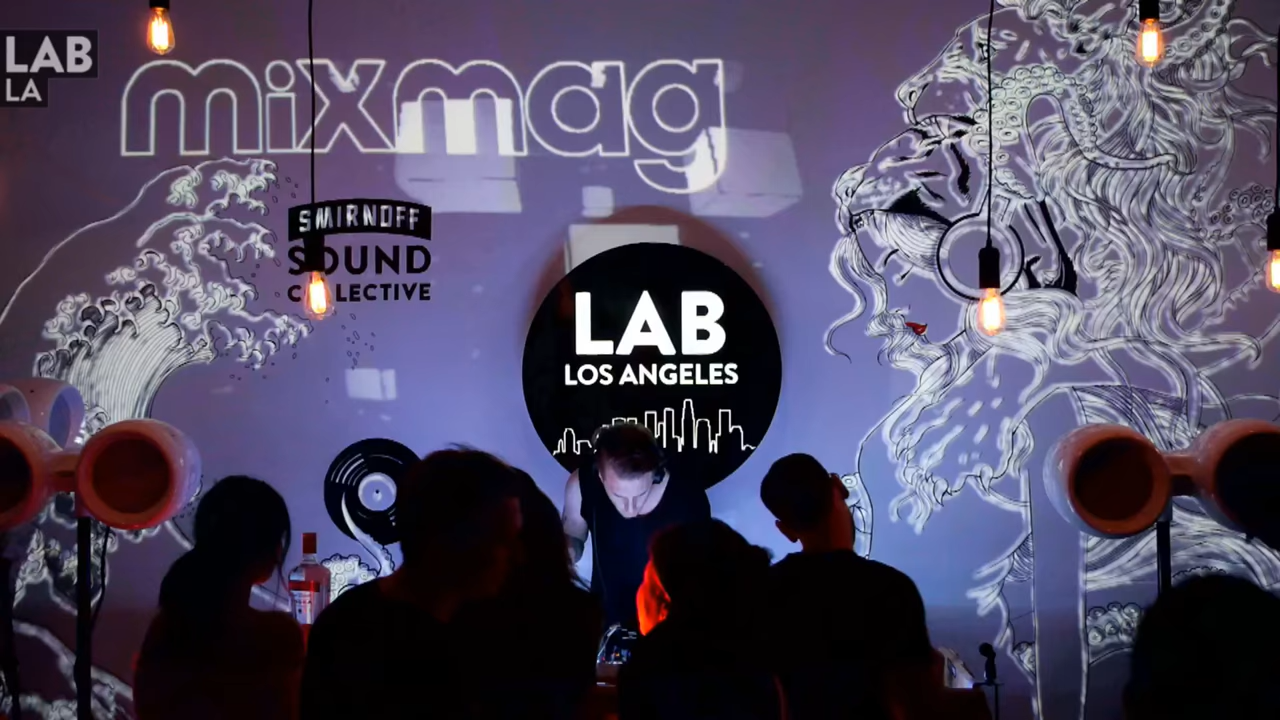 LAB
LA
mixmag
SMIRNOFF
SOUND
COLLECTIVE
LAB
LOS ANGELES